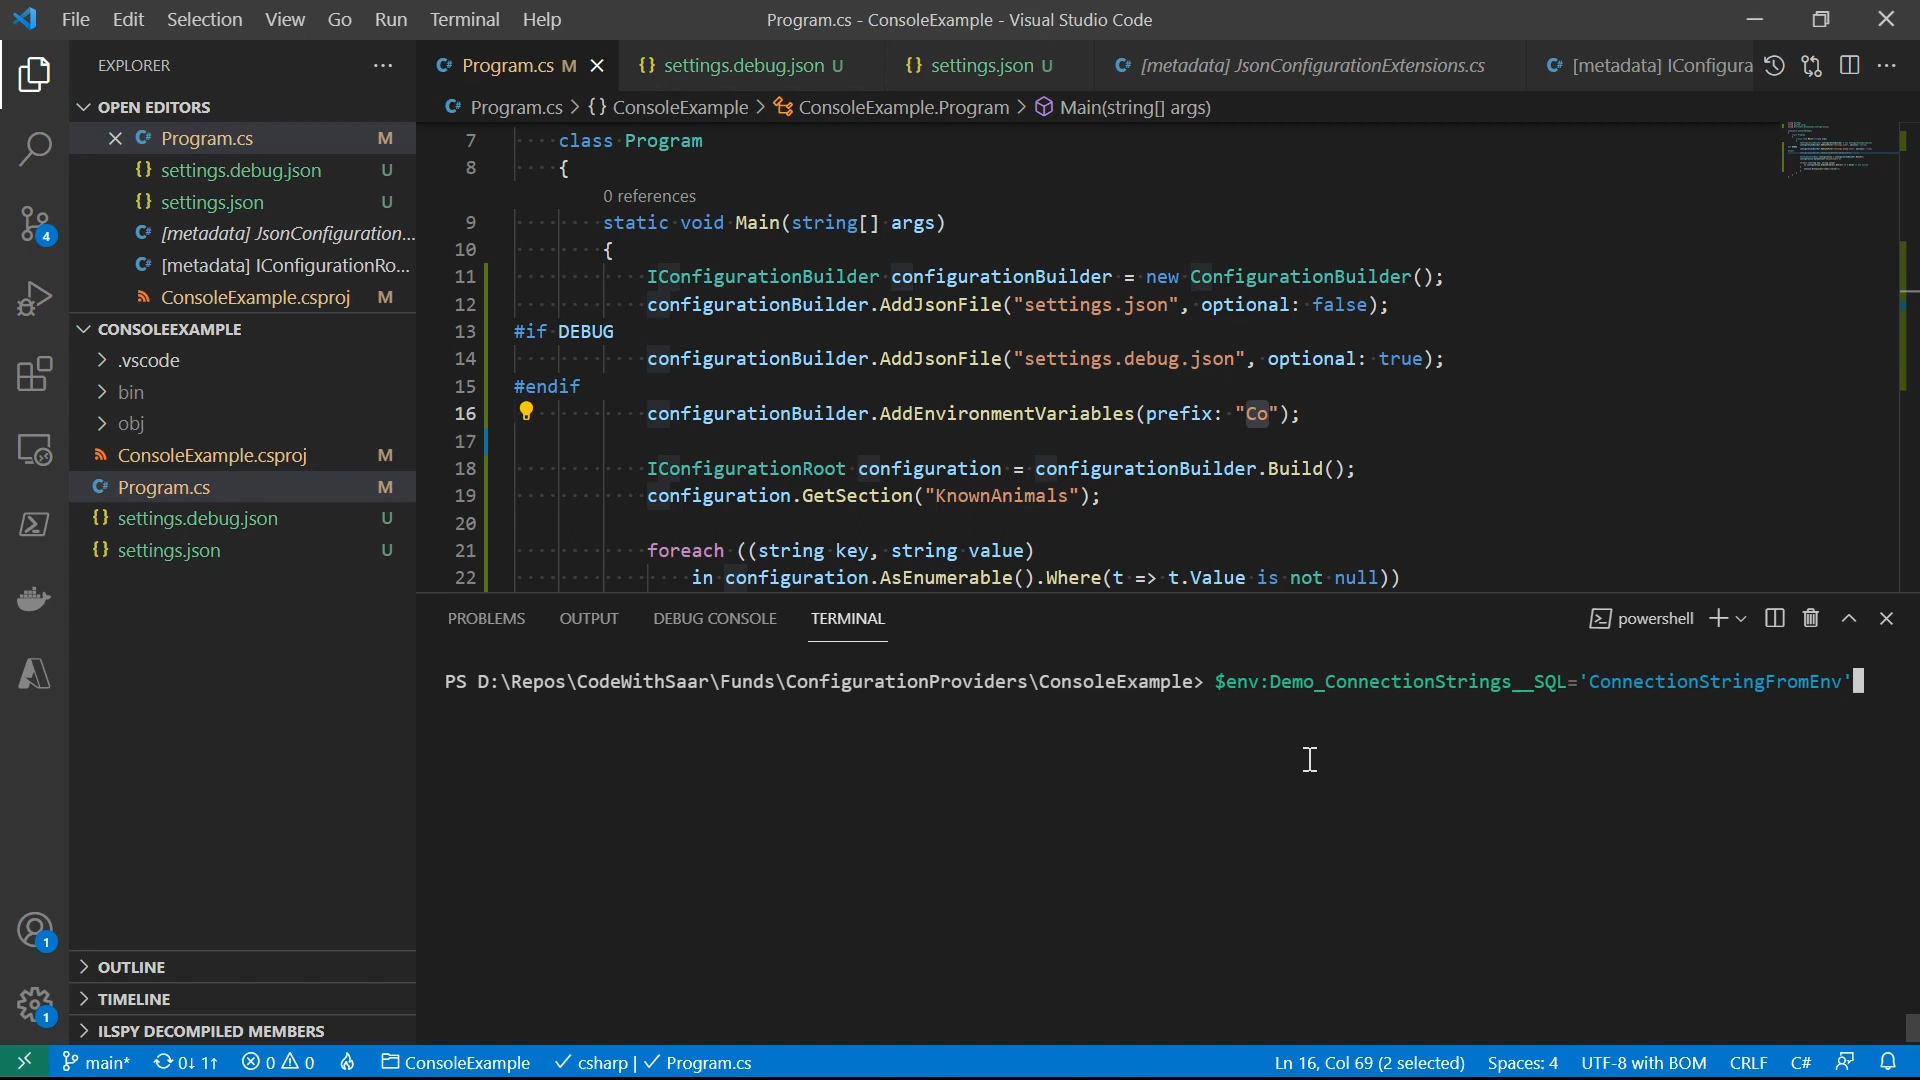 File Edit Selection View Go Run Terminal Help
Program.cs - ConsoleExample - Visual Studio Code
EXPLORER
OPEN EDITORS
Program.cs M
settings.debug.json U
settings.json U
[metadata] JsonConfiguration...
[metadata] IConfigurationRo...
ConsoleExample.csproj M
CONSOLEEXAMPLE
.vscode
bin
obj
ConsoleExample.csproj M
Program.cs M
settings.debug.json U
settings.json U
OUTLINE
TIMELINE
ILSPY DECOMPILED MEMBERS
4
1
1
Program.cs M settings.debug.json U settings.json U [metadata] JsonConfigurationExtensions.cs [metadata] IConfigura
Program.cs > {} ConsoleExample > ConsoleExample.Program > Main(string[] args)
7 class Program
8 {
0 references
9 static void Main(string[] args)
10 {
11 IConfigurationBuilder configurationBuilder = new ConfigurationBuilder();
12 configurationBuilder.AddJsonFile("settings.json", optional: false);
13 #if DEBUG
14 configurationBuilder.AddJsonFile("settings.debug.json", optional: true);
15 #endif
16 configurationBuilder.AddEnvironmentVariables(prefix: "Co");
17
18 IConfigurationRoot configuration = configurationBuilder.Build();
19 configuration.GetSection("KnownAnimals");
20
21 foreach ((string key, string value)
22 in configuration.AsEnumerable().Where(t => t.Value is not null))
PROBLEMS OUTPUT DEBUG CONSOLE TERMINAL
powershell
PS D:\Repos\CodeWithSaar\Funds\ConfigurationProviders\ConsoleExample> $env:Demo_ConnectionStrings__SQL='ConnectionStringFromEnv'
main* 0↓ 1↑ 0 0 ConsoleExample csharp | Program.cs
Ln 16, Col 69 (2 selected) Spaces: 4 UTF-8 with BOM CRLF C#